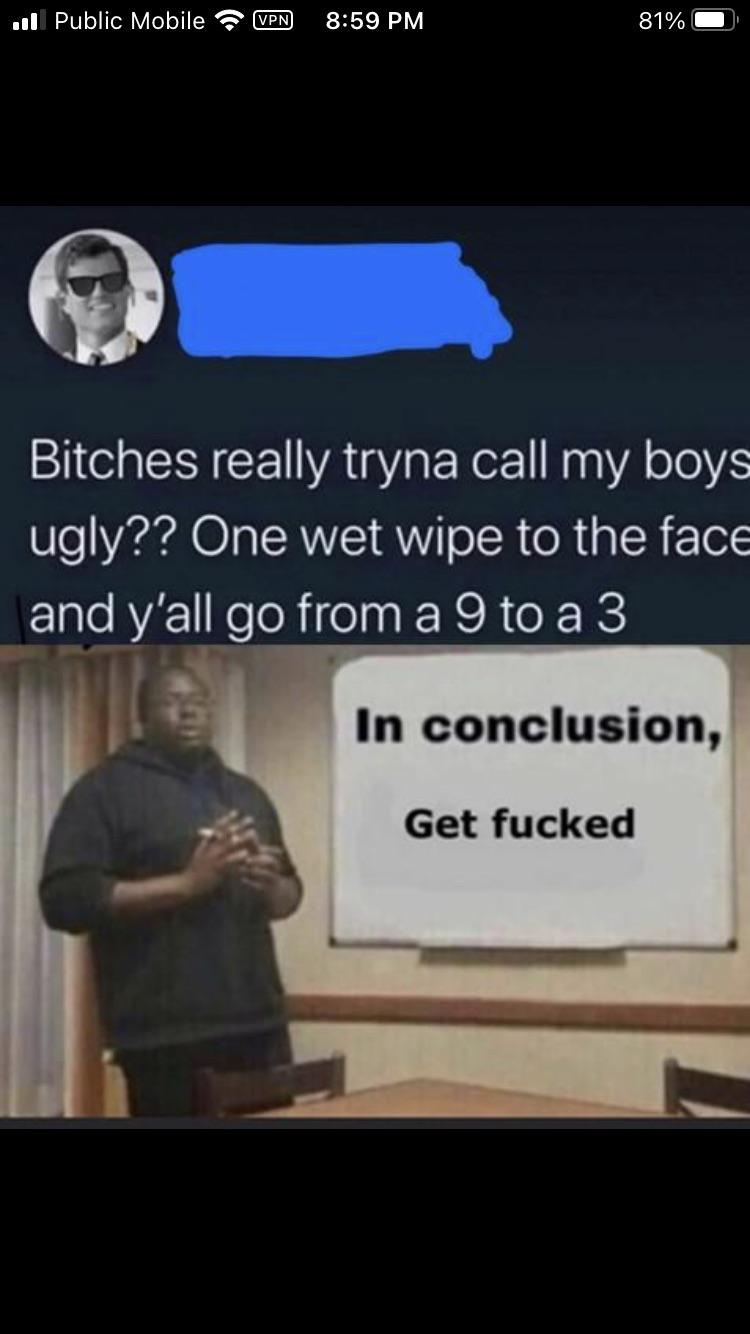 Public Mobile VPN 8:59 PM 81%
Bitches really tryna call my boys
ugly?? One wet wipe to the face
and y'all go from a 9 to a 3
In conclusion,
Get fucked